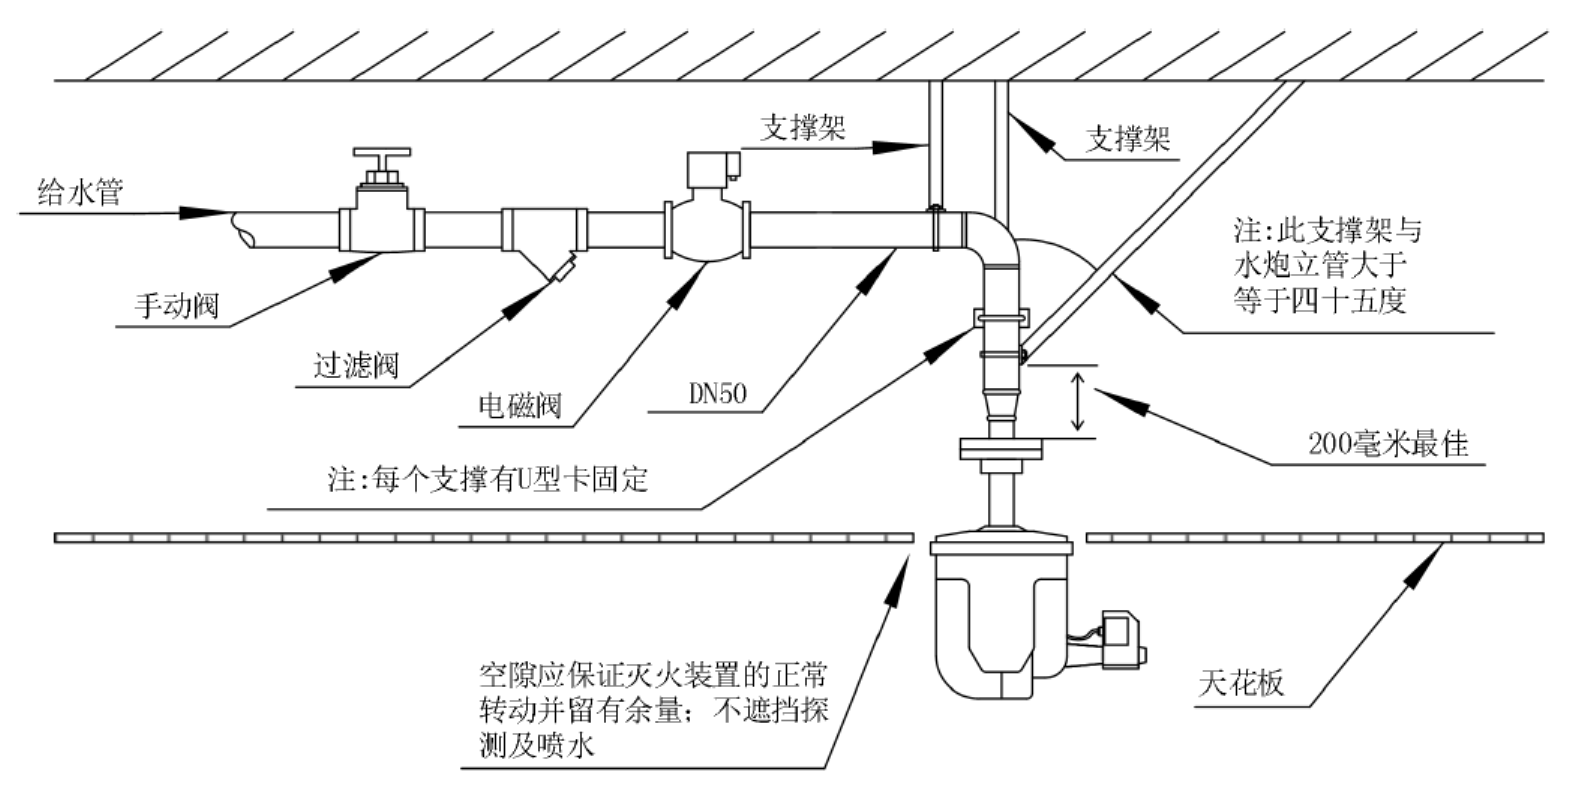 支撑架
支撑架
给水管
注:此支撑架与
水炮立管大于
等于四十五度
手动阀
过滤阀
电磁阀
DN50
200毫米最佳
注:每个支撑有U型卡固定
空隙应保证灭火装置的正常
转动并留有余量；不遮挡探
测及喷水
天花板